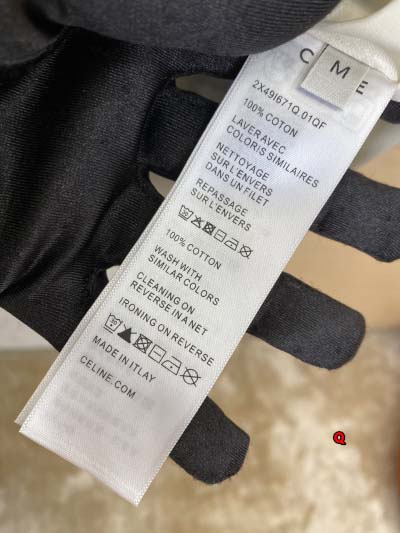 C
M
E
2X49I671Q.01QF
100% COTON
LAVER AVEC
COLORIS SIMILAIRES
NETTOYAGE
SUR L'ENVERS
DANS UN FILET
REPASSAGE
SUR L'ENVERS
100% COTTON
WASH WITH
SIMILAR COLORS
CLEANING ON
REVERSE IN A NET
IRONING ON REVERSE
MADE IN ITLAY
CELINE.COM
Q